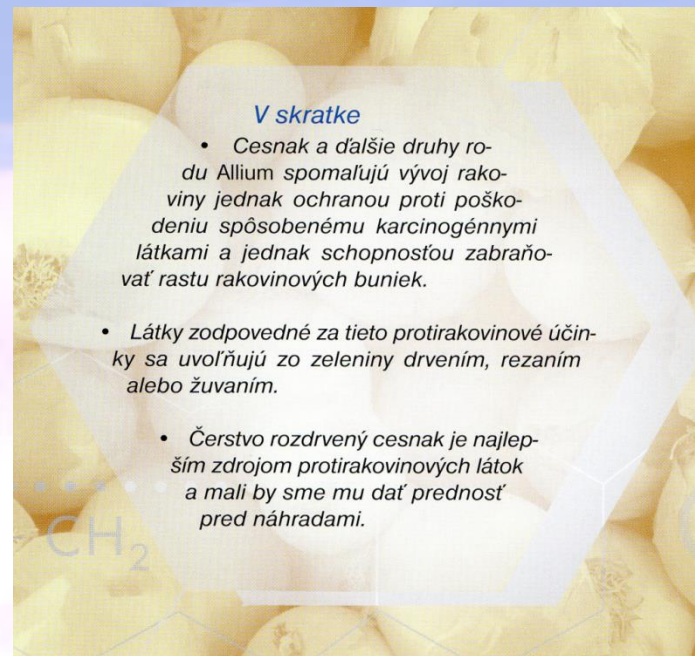 V skratke
• Cesnak a ďalšie druhy ro-
du Allium spomaľujú vývoj rako-
viny jednak ochranou proti poško-
deniu spôsobenému karcinogénnymi
látkami a jednak schopnosťou zabraňo-
vať rastu rakovinových buniek.
• Látky zodpovedné za tieto protirakovinové účin-
ky sa uvoľňujú zo zeleniny drvením, rezaním
alebo žuvaním.
• Čerstvo rozdrvený cesnak je najlep-
ším zdrojom protirakovinových látok
a mali by sme mu dať prednosť
pred náhradami.
CH₂